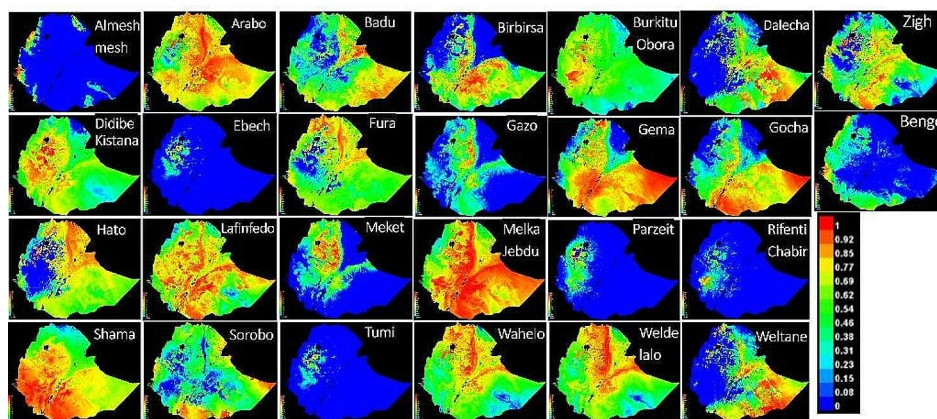 Almesh
mesh
Arabo
Badu
Birbirsa
Burkitu
Obora
Dalecha
Zigh
Didibe
Kistana
Ebech
Fura
Gazo
Gema
Gocha
Benge
Hato
Lafinfedo
Meket
Melka
Jebdu
Parzeit
Rifenti
Chabir
0.92
0.85
0.77
0.69
0.62
0.54
0.46
0.38
0.31
0.23
0.15
0.08
0
Shama
Sorobo
Tumi
Wahelo
Welde
lalo
Weltane